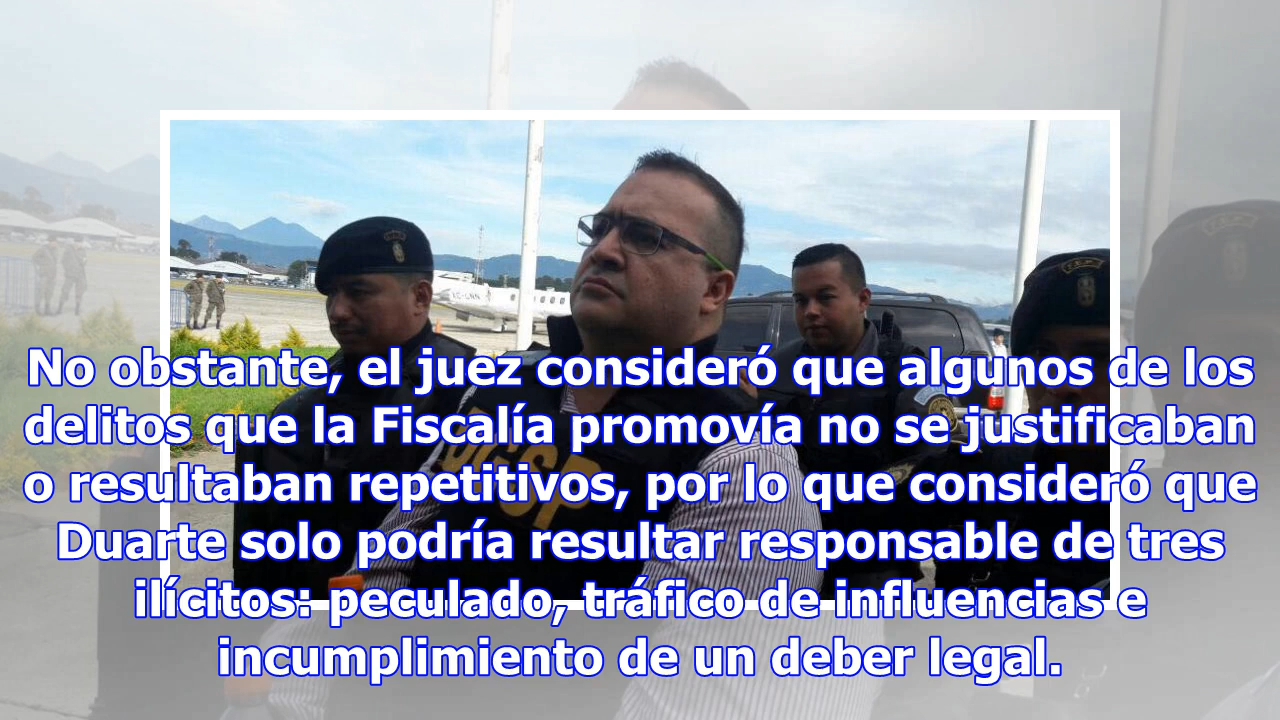 No obstante, el juez consideró que algunos de los
delitos que la Fiscalía promovía no se justificaban
o resultaban repetitivos, por lo que consideró que
Duarte solo podría resultar responsable de tres
ilícitos: peculado, tráfico de influencias e
incumplimiento de un deber legal.
DGSP